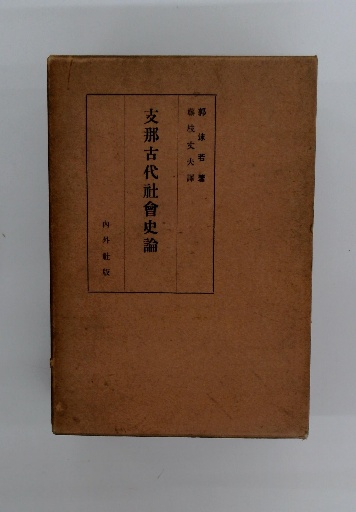 郭沫若著
藤枝丈夫譯
支那古代社會史論
內外社版